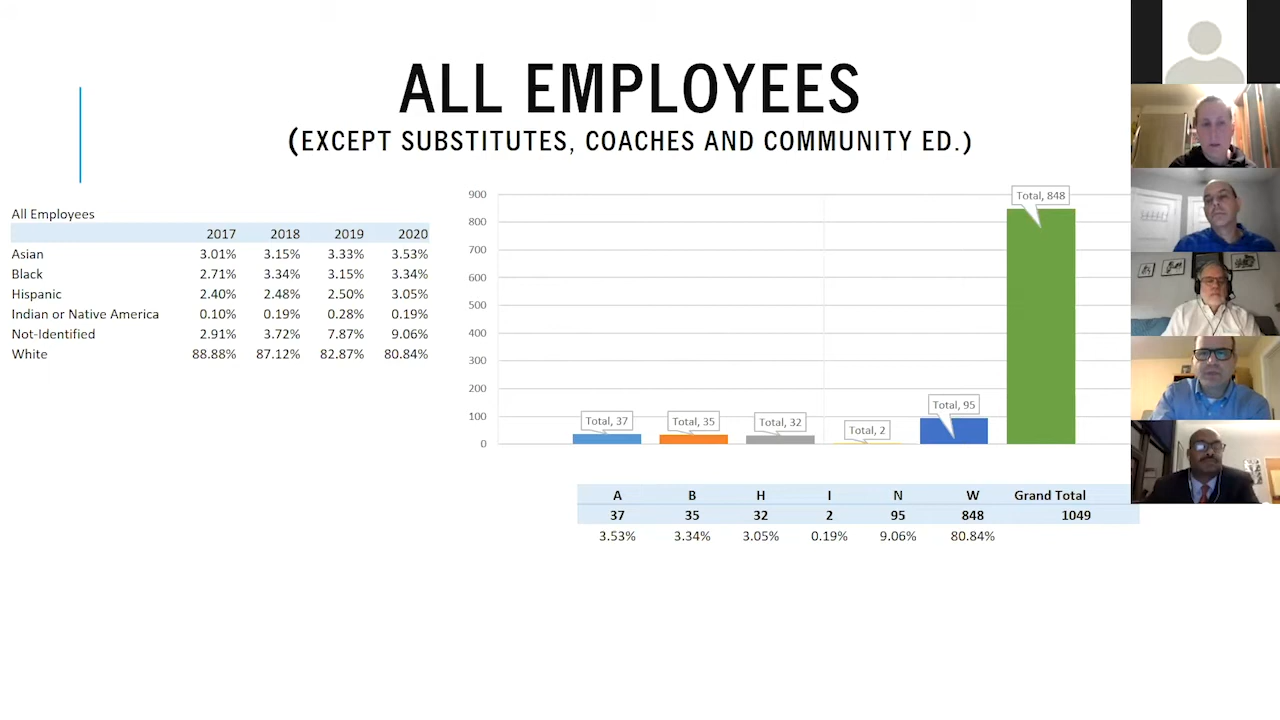 ALL EMPLOYEES
(EXCEPT SUBSTITUTES, COACHES AND COMMUNITY ED.)
All Employees
2017 2018 2019 2020
Asian 3.01% 3.15% 3.33% 3.53%
Black 2.71% 3.34% 3.15% 3.34%
Hispanic 2.40% 2.48% 2.50% 3.05%
Indian or Native America 0.10% 0.19% 0.28% 0.19%
Not-Identified 2.91% 3.72% 7.87% 9.06%
White 88.88% 87.12% 82.87% 80.84%
900
800
700
600
500
400
300
200
100
0
Total, 37
Total, 35
Total, 32
Total, 2
Total, 95
Total, 848
A B H I N W Grand Total
37 35 32 2 95 848 1049
3.53% 3.34% 3.05% 0.19% 9.06% 80.84%